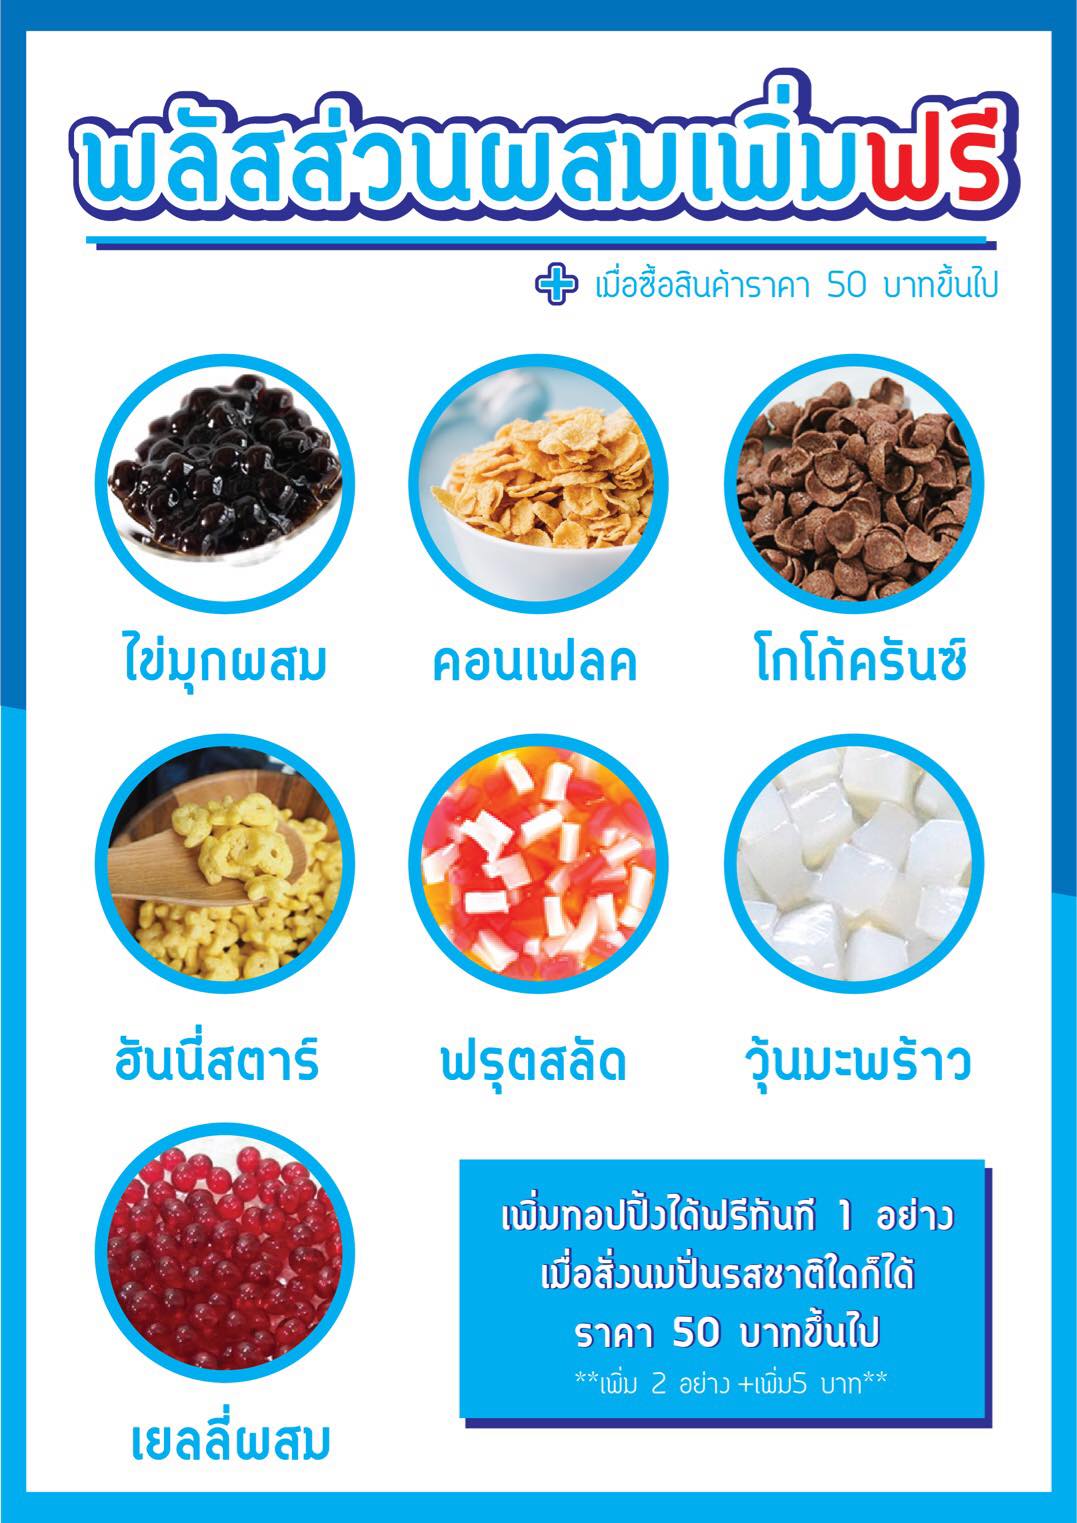 พลัสส่วนผสมเพิ่มฟรี
เมื่อซื้อสินค้าราคา 50 บาทขึ้นไป
ไข่มุกผสม
คอนเฟลค
โกโก้ครันซ์
ฮันนี่สตาร์
ฟรุตสลัด
วุ้นมะพร้าว
เยลลี่ผสม
เพิ่มทอปปิ้งได้ฟรีทันที 1 อย่าง
เมื่อสั่งนมปั่นรสชาติใดก็ได้
ราคา 50 บาทขึ้นไป
**เพิ่ม 2 อย่าง +เพิ่ม5 บาท**